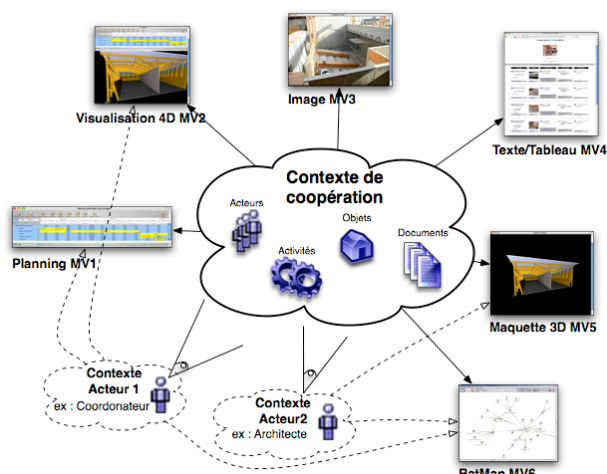 Visualisation 4D MV2
Image MV3
Texte/Tableau MV4
Contexte de
coopération
Acteurs
Objets
Activités
Documents
Planning MV1
Maquette 3D MV5
Contexte
Acteur 1
ex : Coordonateur
Contexte
Acteur2
ex : Architecte
BatMap MV6